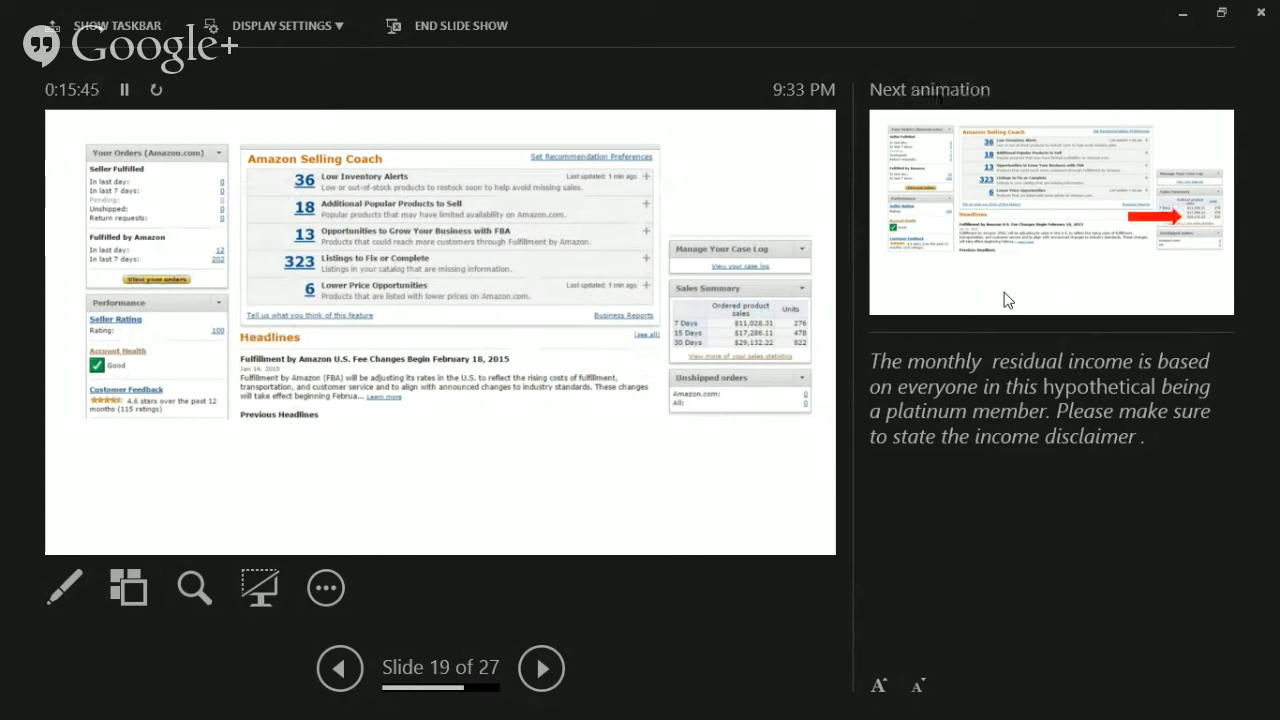 SHOW TASKBAR
DISPLAY SETTINGS ▼
END SLIDE SHOW
Google+
0:15:45
9:33 PM
Next animation
Your Orders (Amazon.com)
Seller Fulfilled
In last day: 0
In last 7 days: 0
Pending: 0
Unshipped: 0
Return requests: 0
Fulfilled by Amazon
In last day: 12
In last 7 days: 202
View your orders
Performance
Seller Rating
Rating: 100
Account Health
Good
Customer Feedback
4.6 stars over the past 12
months (115 ratings)
Amazon Selling Coach
Set Recommendation Preferences
36 Low Inventory Alerts Last updated: 1 min ago
Low or out-of-stock products to restock soon to help avoid missing sales.
18 Additional Popular Products to Sell
Popular products that may have limited availability on Amazon.com.
13 Opportunities to Grow Your Business with FBA
Products that could reach more customers through Fulfillment by Amazon.
323 Listings to Fix or Complete
Listings in your catalog that are missing information.
6 Lower Price Opportunities Last updated: 1 min ago
Products that are listed with lower prices on Amazon.com.
Tell us what you think of this feature
Business Reports
Headlines
[see all]
Fulfillment by Amazon U.S. Fee Changes Begin February 18, 2015
Jan 14, 2015
Fulfillment by Amazon (FBA) will be adjusting its rates in the U.S. to reflect the rising costs of fulfillment,
transportation, and customer service and to align with announced changes to industry standards. These changes
will take effect beginning Februa... Learn more
Previous Headlines
Manage Your Case Log
View your case log
Sales Summary
Ordered product
sales
Units
7 Days $11,028.31 276
15 Days $17,286.11 478
30 Days $29,132.22 822
View more of your sales statistics
Unshipped orders
Amazon.com: 0
All: 0
The monthly residual income is based
on everyone in this hypothetical being
a platinum member. Please make sure
to state the income disclaimer .
Slide 19 of 27
A A